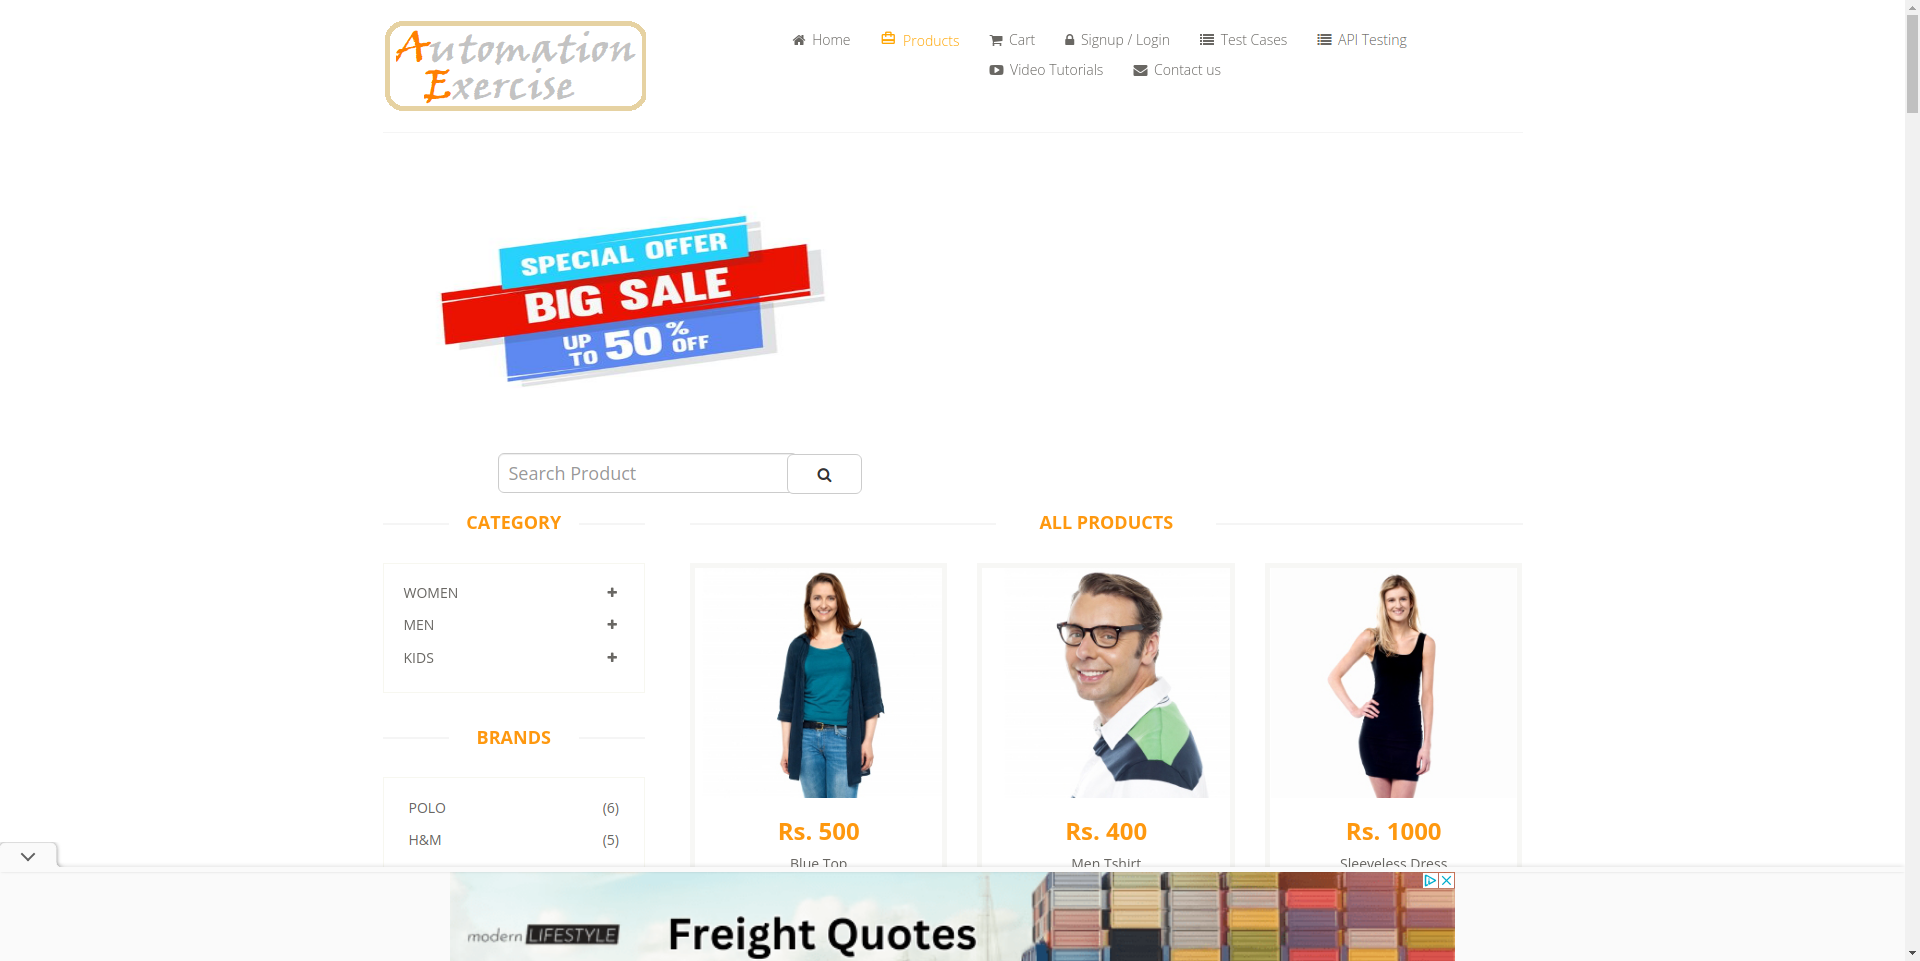 Automation
Exercise
Home
Products
Cart
Signup / Login
Test Cases
API Testing
Video Tutorials
Contact us
SPECIAL OFFER
BIG SALE
UP TO 50% OFF
Search Product
CATEGORY
WOMEN
MEN
KIDS
BRANDS
POLO (6)
H&M (5)
ALL PRODUCTS
Rs. 500
Blue Top
Rs. 400
Men Tshirt
Rs. 1000
Sleeveless Dress
modern LIFESTYLE
Freight Quotes